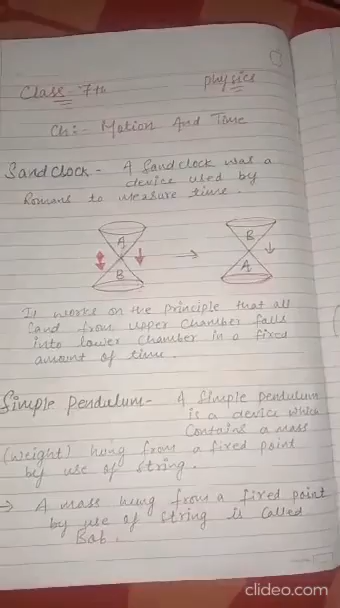 Class - 7th
physics
Ch:- Motion And Time
Sand Clock - A Sand clock was a
device used by
Romans to measure time.
A
B
→
B
A
It works on the principle that all
sand from upper chamber falls
into lower chamber in a fixed
amount of time.
Simple Pendulum - A Simple pendulum
is a device which
contains a mass
(weight) hung from a fixed point
by use of string.
→ A mass hung from a fixed point
by use of string is called
Bob.
clideo.com